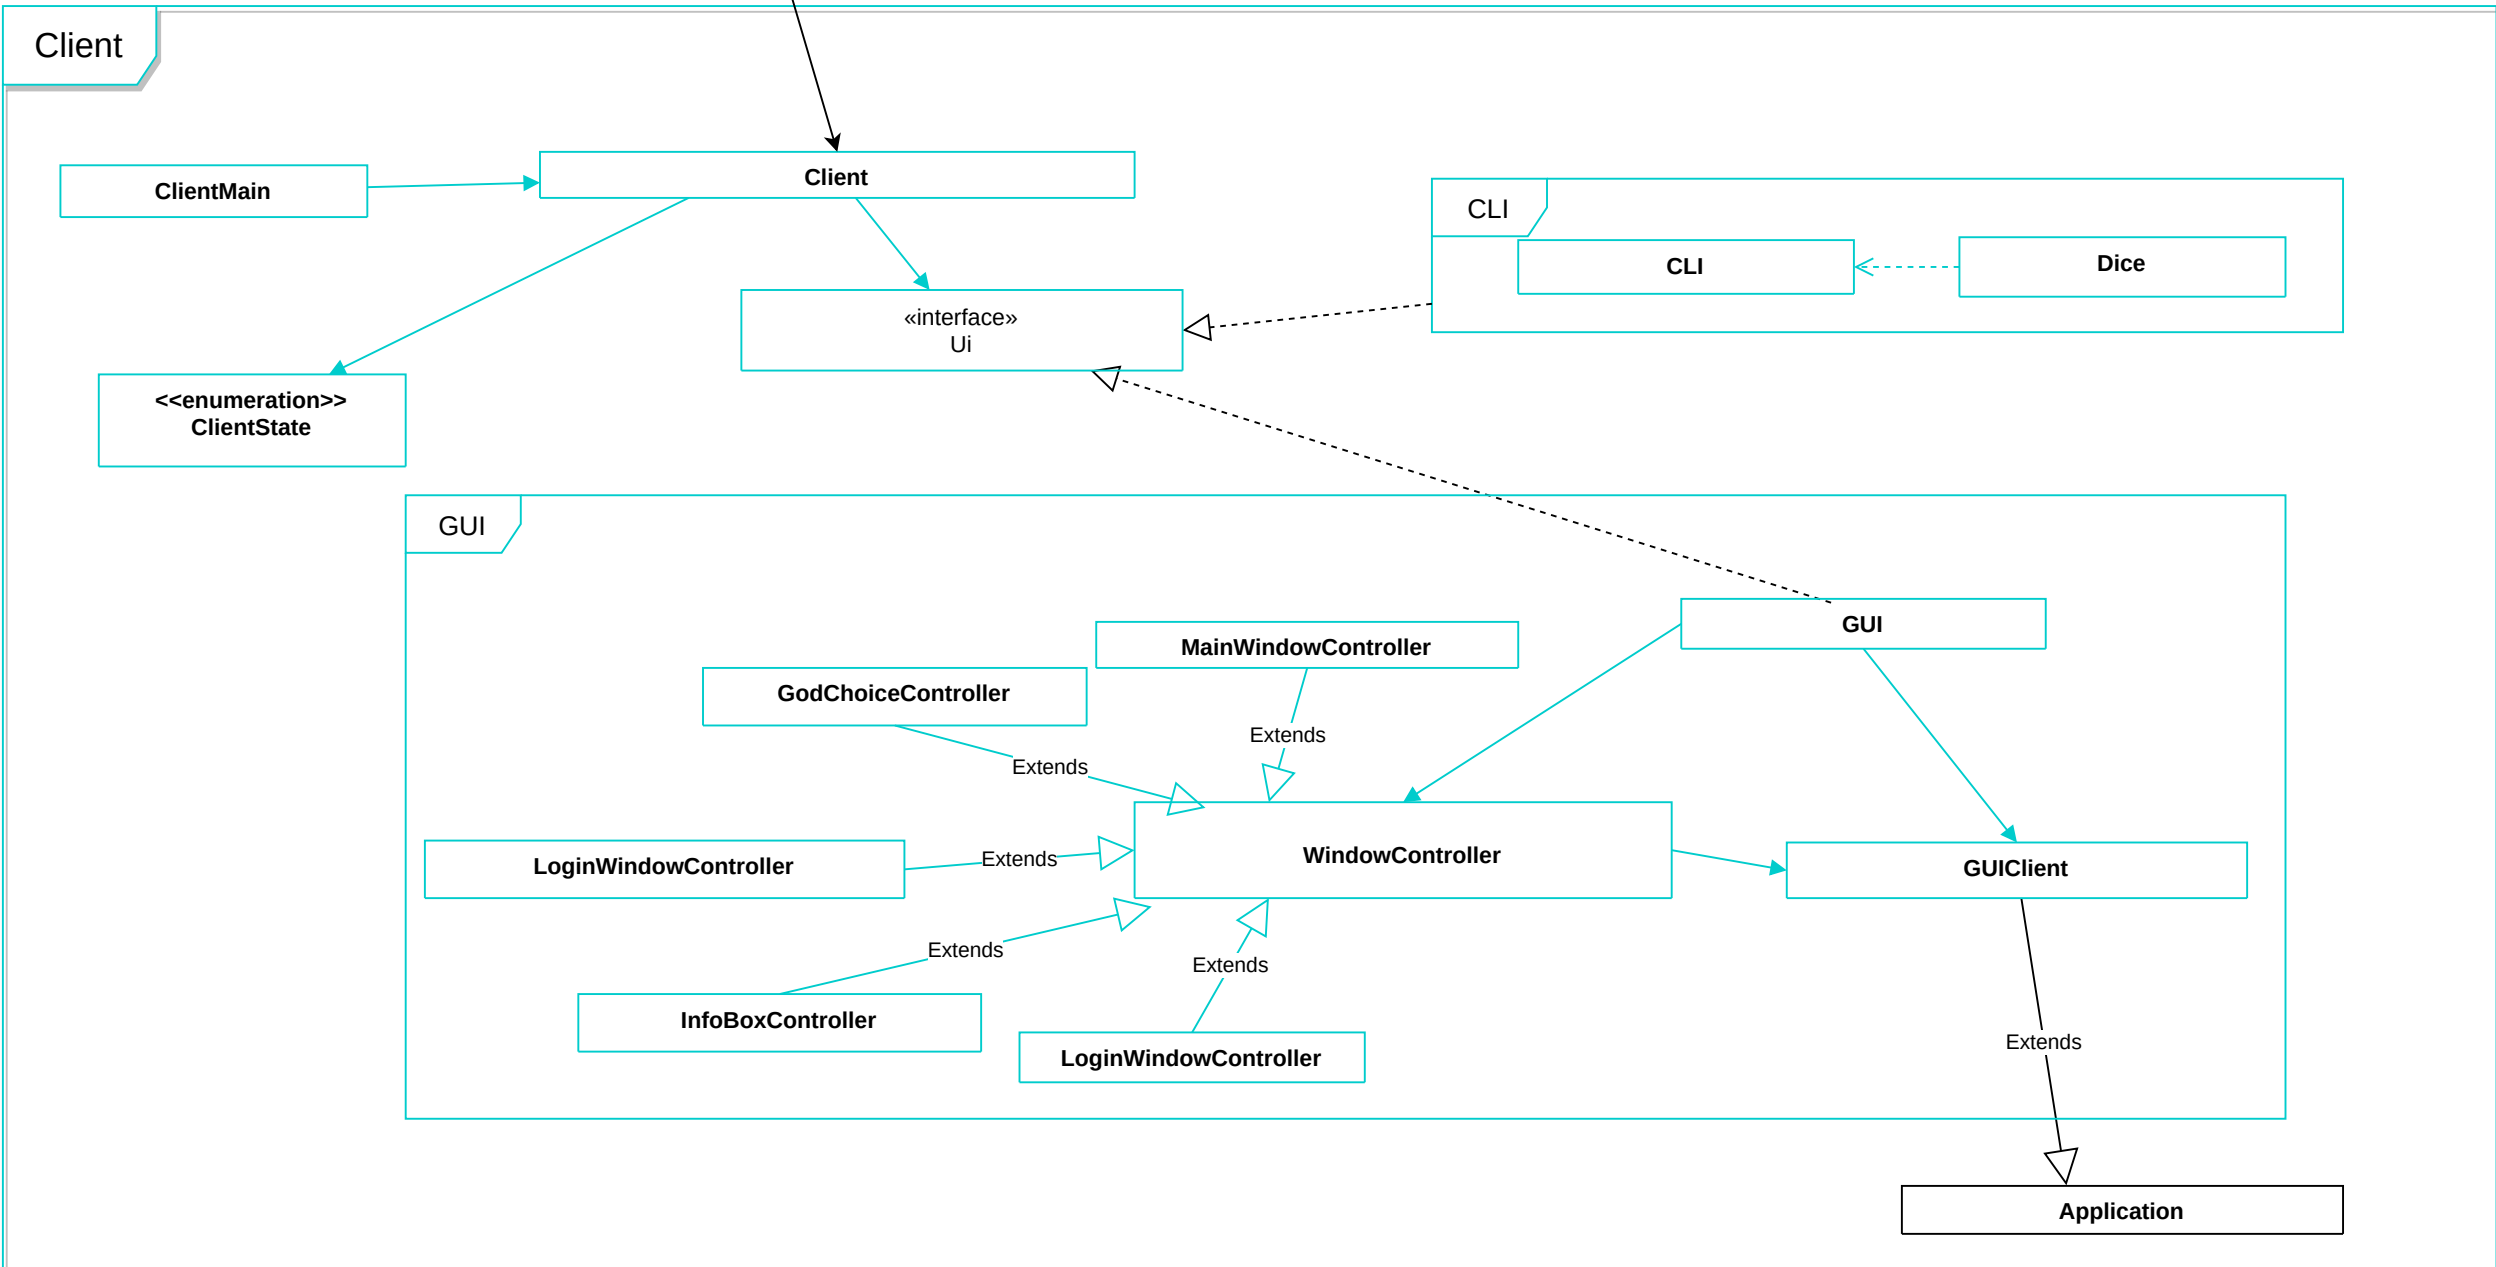 Client
ClientMain
Client
CLI
CLI
Dice
«interface»
Ui
<<enumeration>>
ClientState
GUI
GUI
MainWindowController
GodChoiceController
Extends
Extends
LoginWindowController
Extends
WindowController
GUIClient
Extends
Extends
InfoBoxController
LoginWindowController
Extends
Application